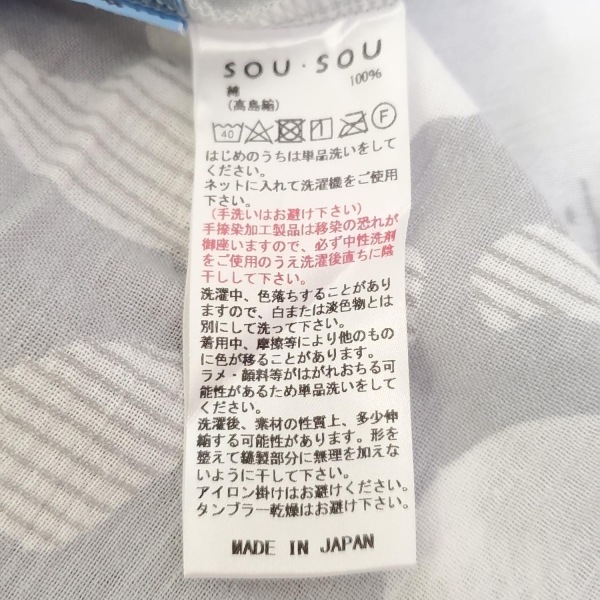 SOU・SOU
綿 100%
(高島縮)
40 F
はじめのうちは単品洗いをして
ください。
ネットに入れて洗濯機をご使用
下さい。
(手洗いはお避け下さい)
手捺染加工製品は移染の恐れが
御座いますので、必ず中性洗剤
をご使用のうえ洗濯後直ちに陰
干しして下さい。
洗濯中、色落ちすることがあり
ますので、白または淡色物とは
別にして洗って下さい。
着用中、摩擦等により他のもの
に色が移ることがあります。
ラメ・顔料等がはがれおちる可
能性があるため単品洗いをして
ください。
洗濯後、素材の性質上、多少伸
縮する可能性があります。形を
整えて縫製部分に無理を加えな
いように干して下さい。
アイロン掛けはお避けください。
タンブラー乾燥はお避け下さい。
MADE IN JAPAN